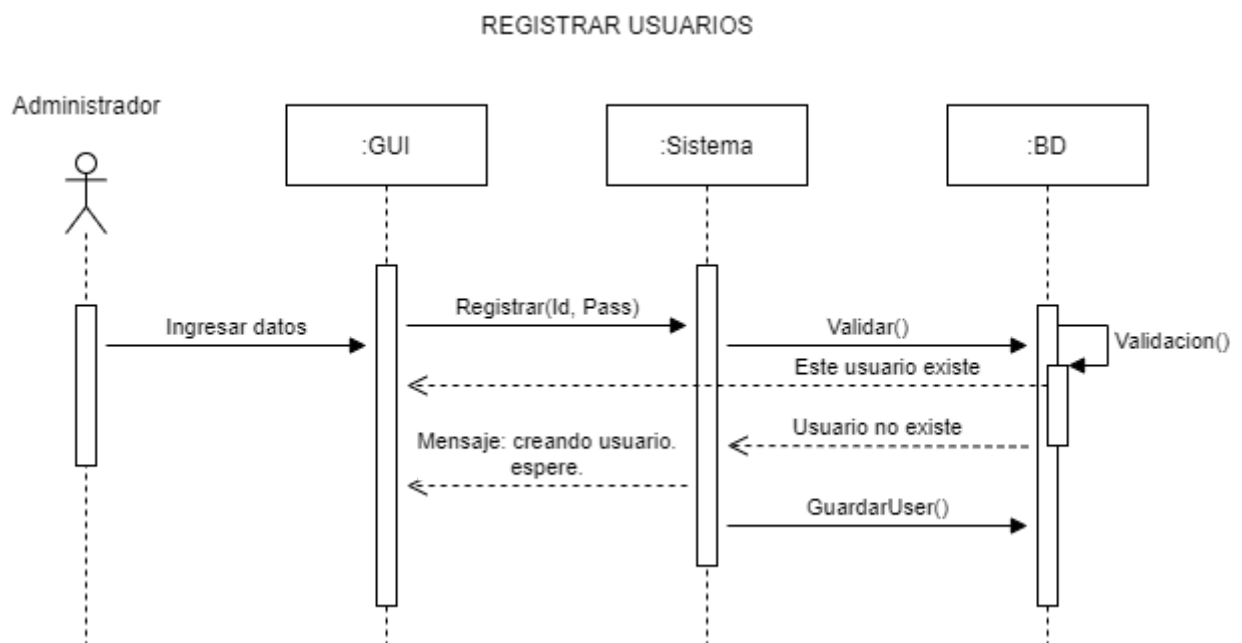 REGISTRAR USUARIOS
Administrador
:GUI
:Sistema
:BD
Registrar(Id, Pass)
Ingresar datos
Validar()
Validacion()
Este usuario existe
Usuario no existe
Mensaje: creando usuario.
espere.
GuardarUser()